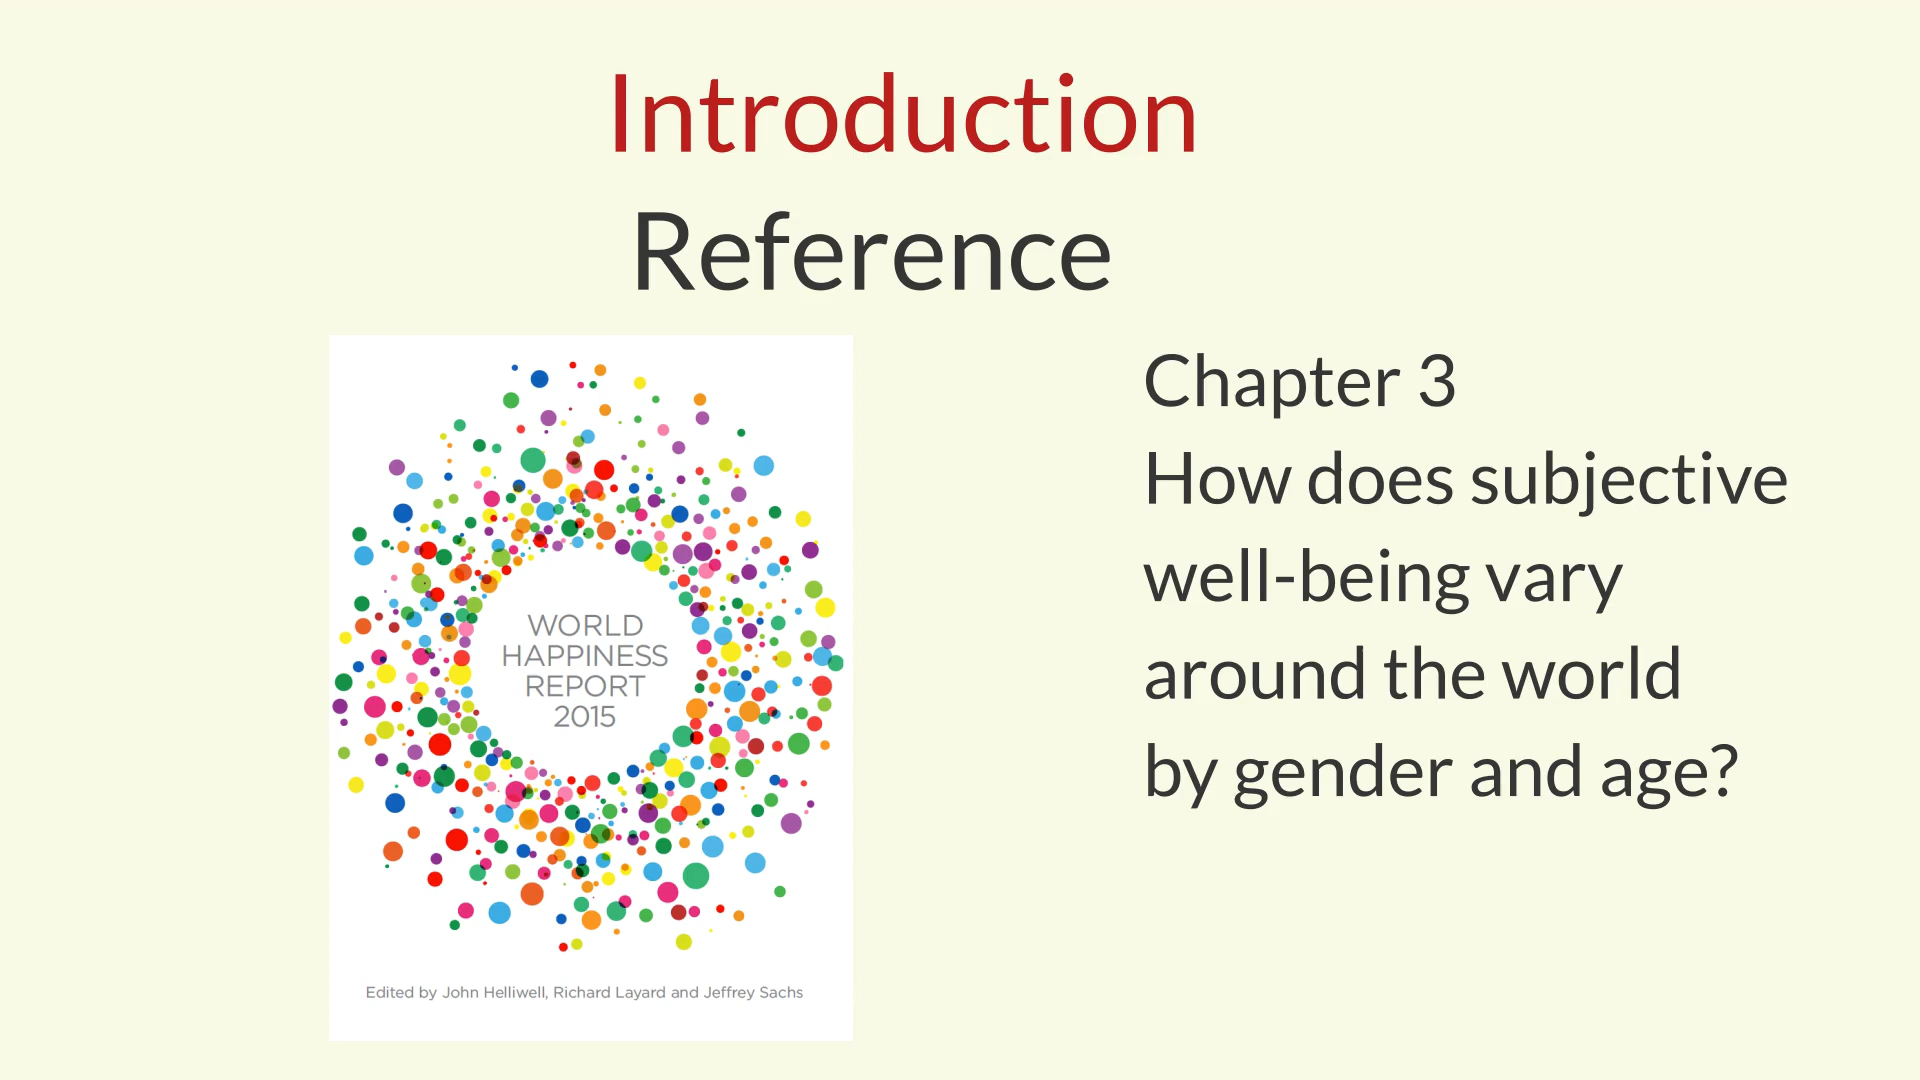 Introduction
Reference
WORLD
HAPPINESS
REPORT
2015
Edited by John Helliwell, Richard Layard and Jeffrey Sachs
Chapter 3
How does subjective
well-being vary
around the world
by gender and age?